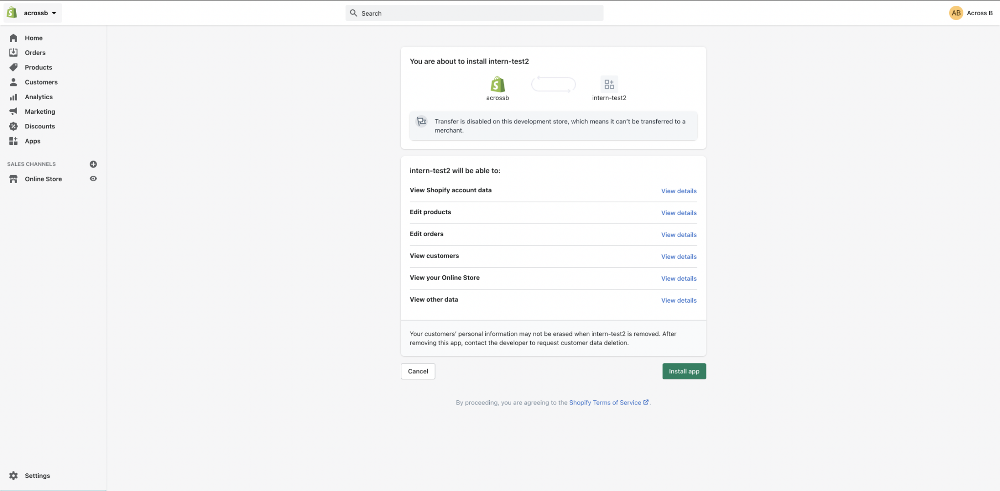 acrossb
Search
AB
Across B
Home
Orders
Products
Customers
Analytics
Marketing
Discounts
Apps
SALES CHANNELS
Online Store
Settings
You are about to install intern-test2
acrossb
intern-test2
Transfer is disabled on this development store, which means it can't be transferred to a
merchant.
intern-test2 will be able to:
View Shopify account data
View details
Edit products
View details
Edit orders
View details
View customers
View details
View your Online Store
View details
View other data
View details
Your customers' personal information may not be erased when intern-test2 is removed. After
removing this app, contact the developer to request customer data deletion.
Cancel
Install app
By proceeding, you are agreeing to the Shopify Terms of Service.